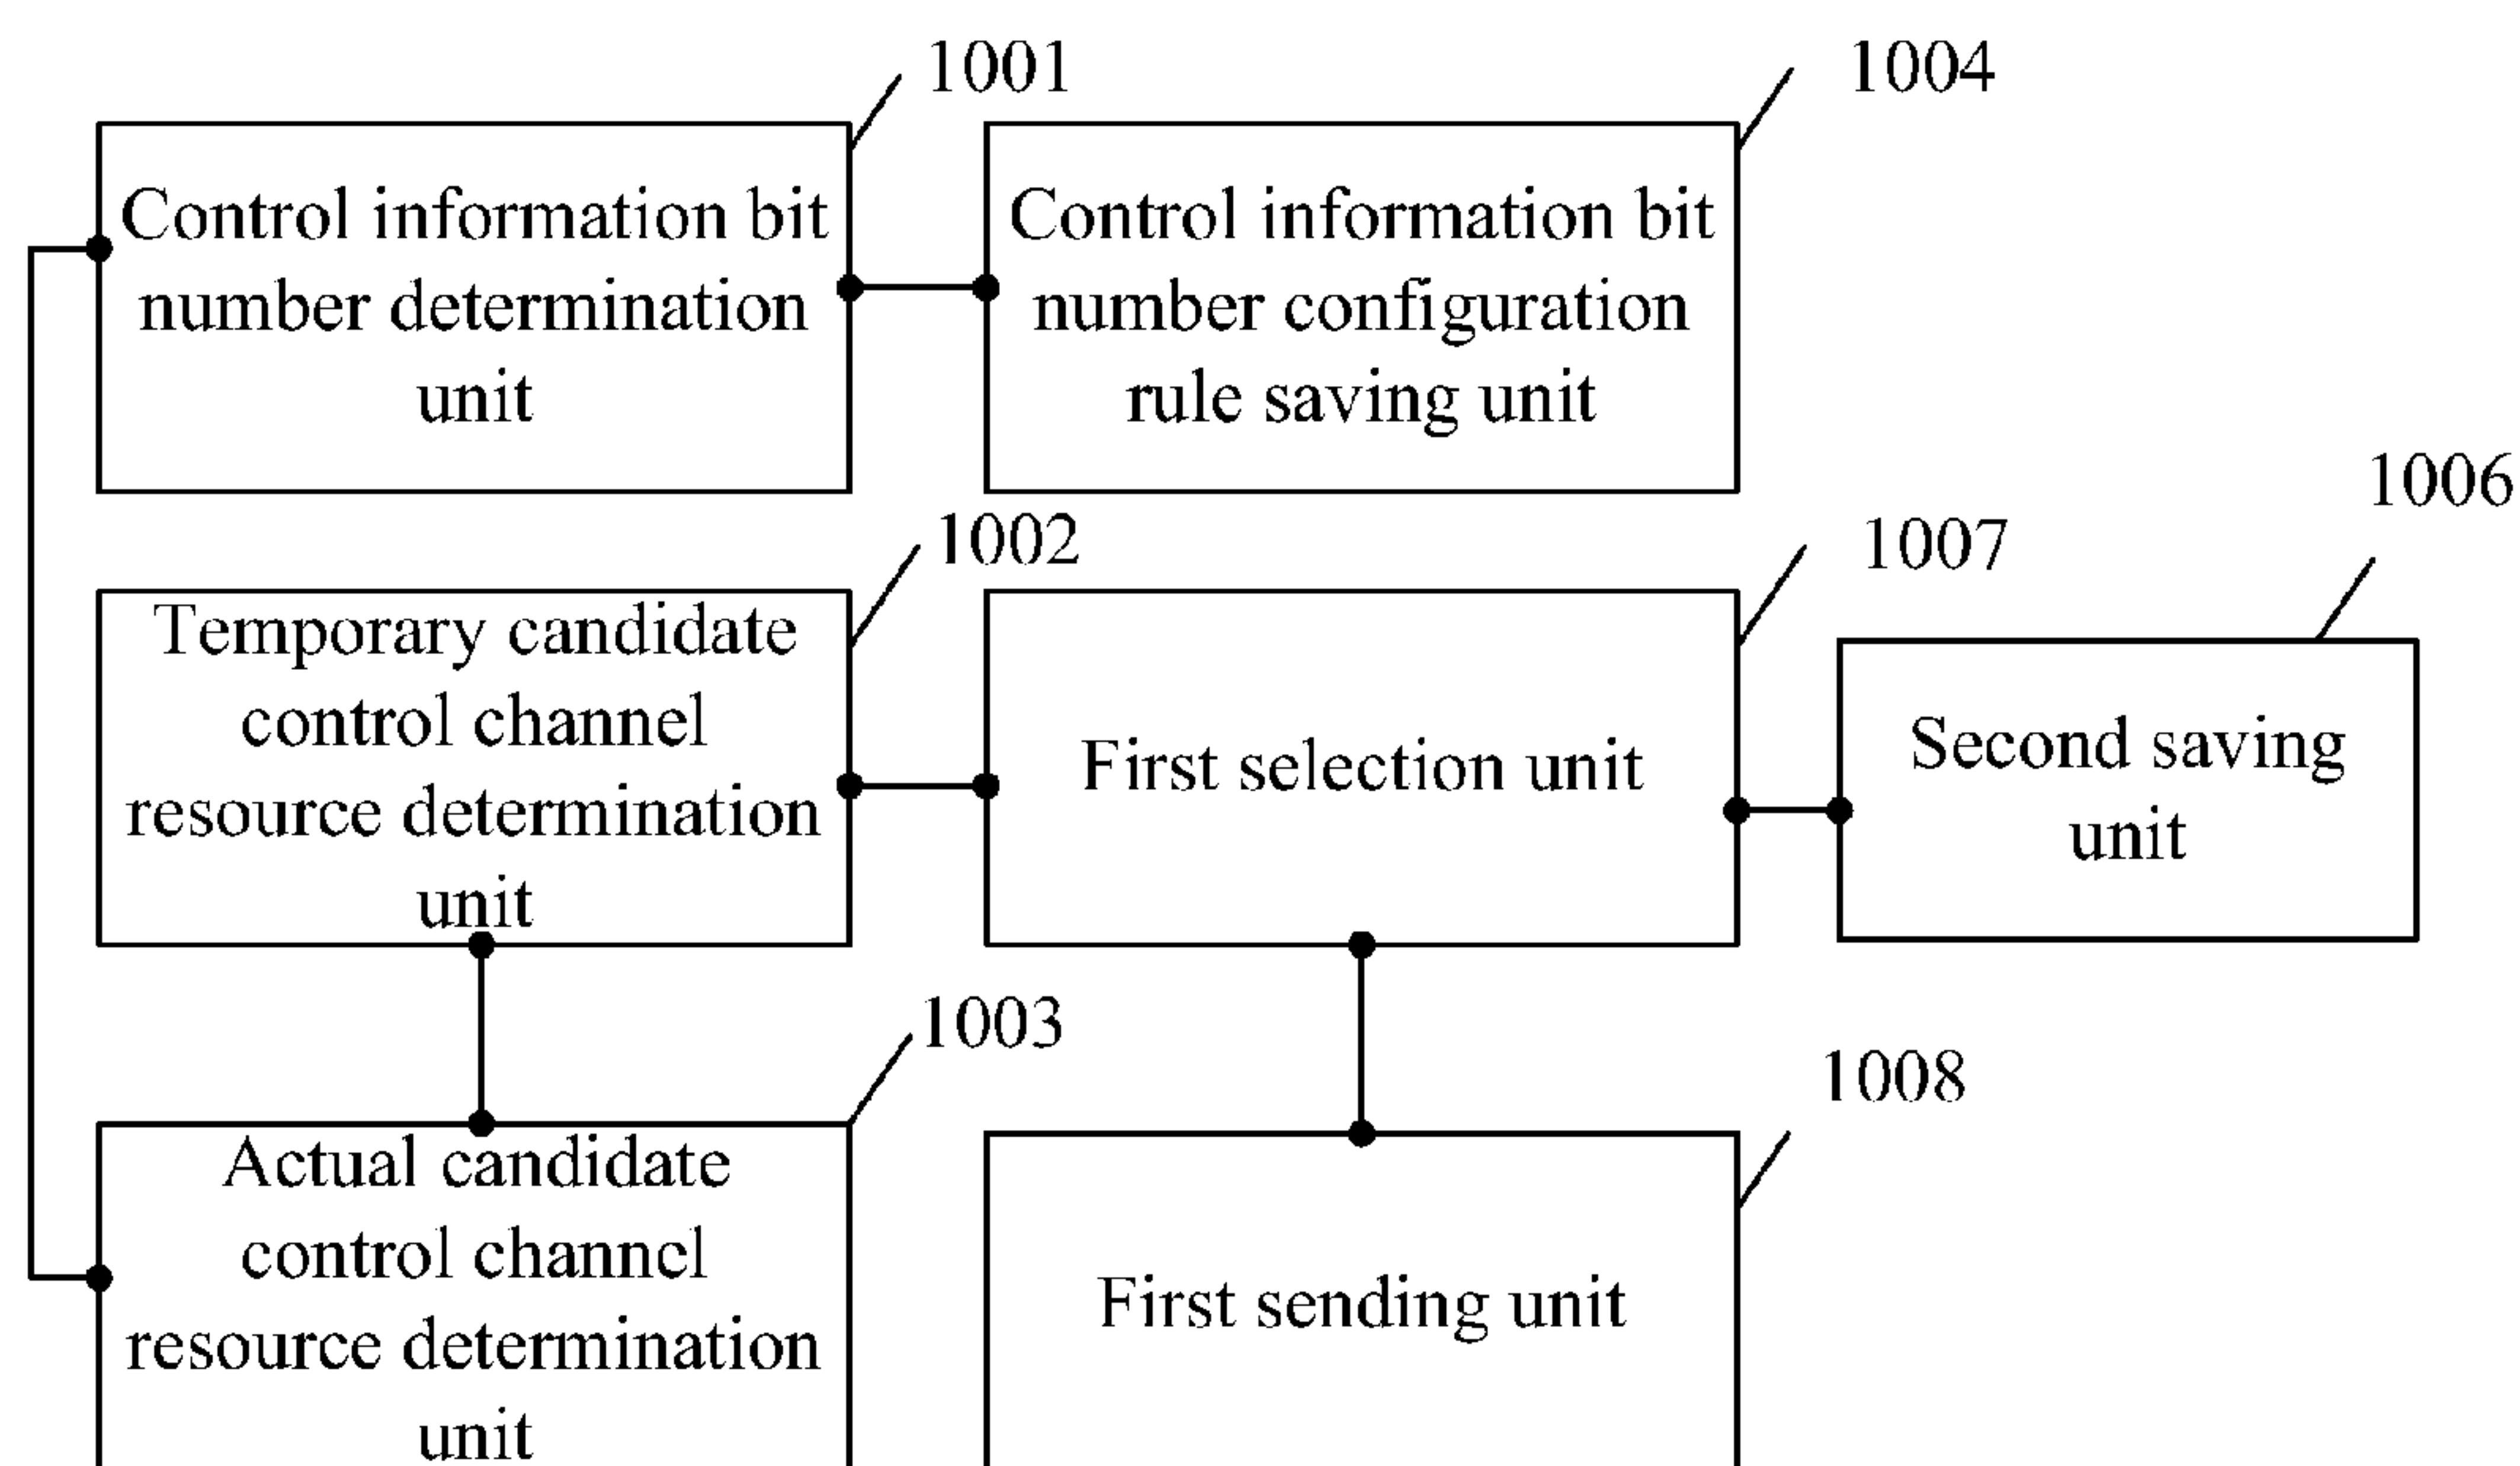 1001
1004
Control information bit
number determination
unit
Control information bit
number configuration
rule saving unit
1006
1002
1007
Temporary candidate
control channel
resource determination
unit
First selection unit
Second saving
unit
1003
1008
Actual candidate
control channel
resource determination
unit
First sending unit